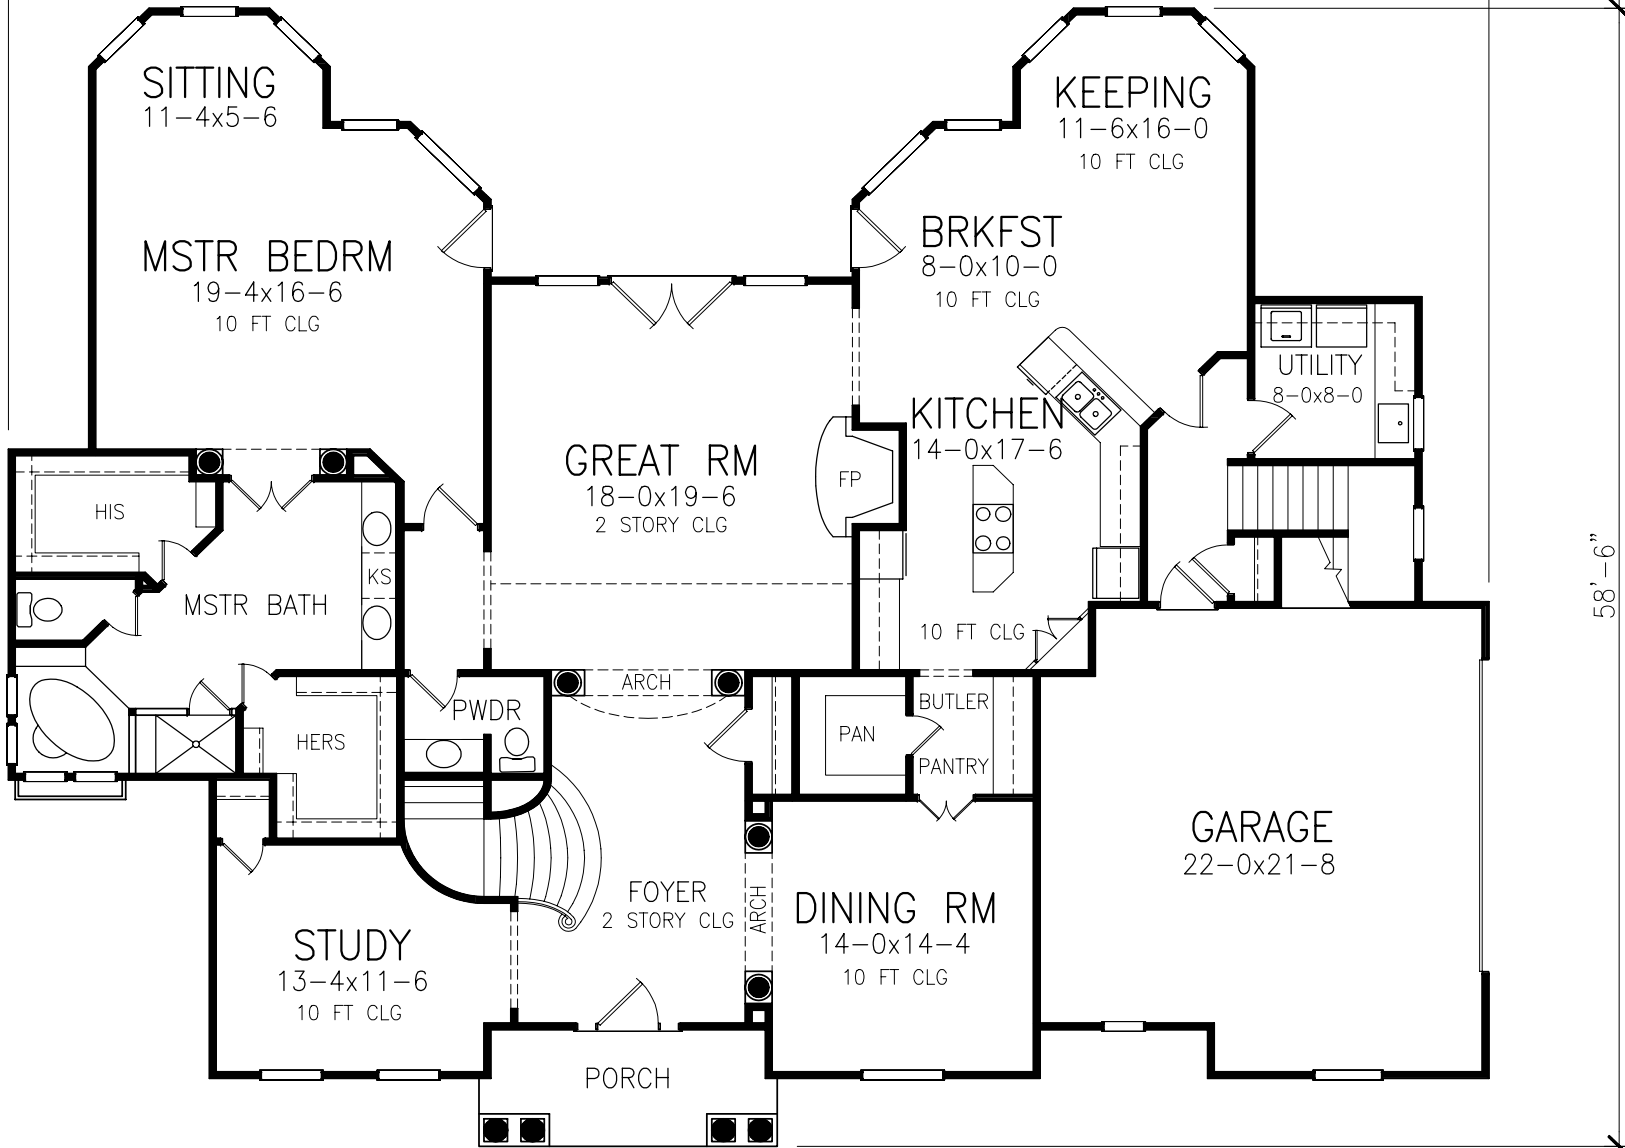 SITTING
11-4x5-6
KEEPING
11-6x16-0
10 FT CLG
MSTR BEDRM
19-4x16-6
10 FT CLG
BRKFST
8-0x10-0
10 FT CLG
UTILITY
8-0x8-0
KITCHEN
14-0x17-6
GREAT RM
18-0x19-6
2 STORY CLG
FP
HIS
KS
MSTR BATH
10 FT CLG
58'-6"
ARCH
BUTLER
PANTRY
PWDR
PAN
HERS
GARAGE
22-0x21-8
FOYER
2 STORY CLG
ARCH
DINING RM
14-0x14-4
10 FT CLG
STUDY
13-4x11-6
10 FT CLG
PORCH